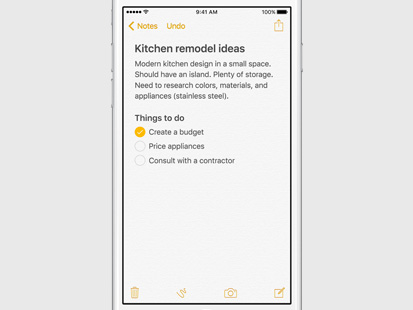 9:41 AM
100%
Notes
Undo
Kitchen remodel ideas
Modern kitchen design in a small space.
Should have an island. Plenty of storage.
Need to research colors, materials, and
appliances (stainless steel).
Things to do
Create a budget
Price appliances
Consult with a contractor